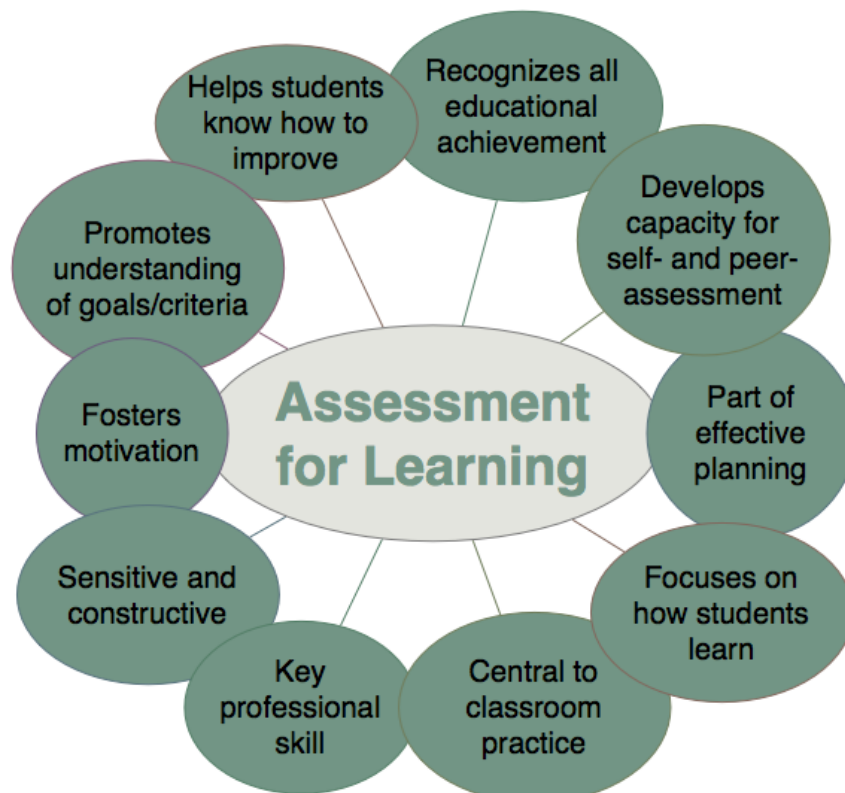 Recognizes all
educational
achievement
Develops
capacity for
self- and peer-
assessment
Part of
effective
planning
Focuses on
how students
learn
Central to
classroom
practice
Key
professional
skill
Sensitive and
constructive
Fosters
motivation
Promotes
understanding
of goals/criteria
Helps students
know how to
improve
Assessment
for Learning